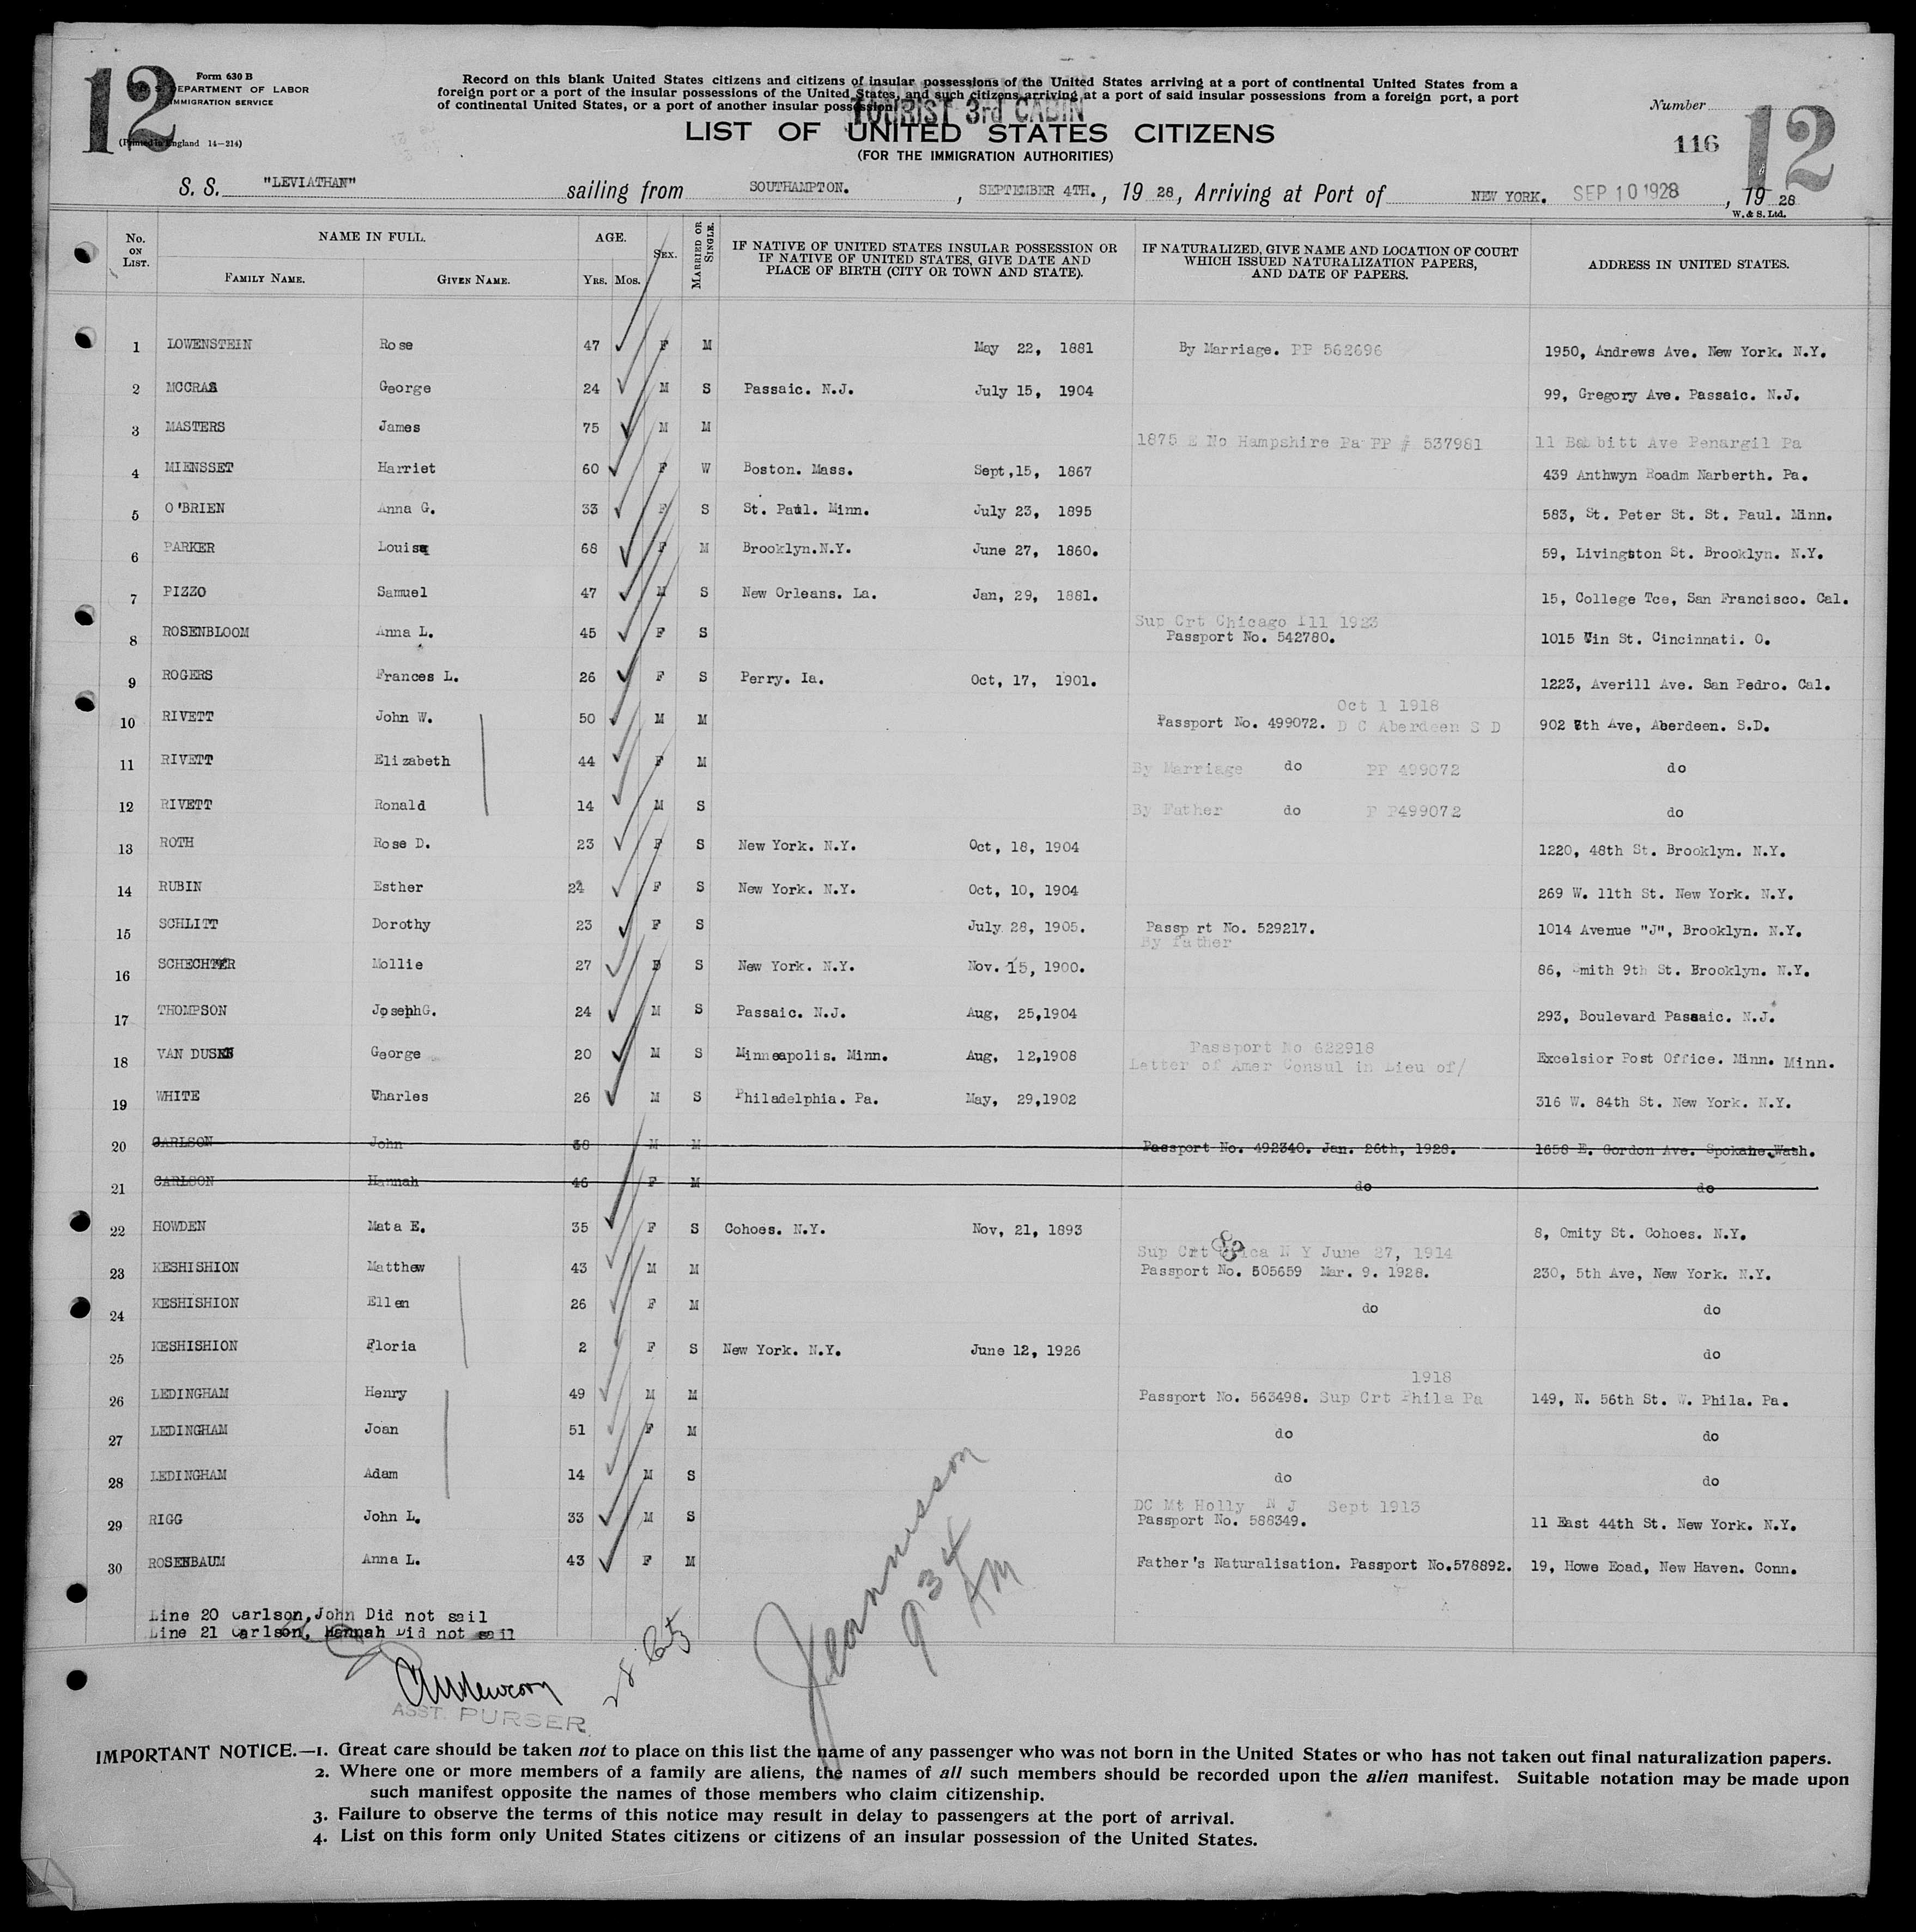 12
Form 630 B
U. S. DEPARTMENT OF LABOR
IMMIGRATION SERVICE
(Printed in England 14—214)
Record on this blank United States citizens and citizens of insular possessions of the United States arriving at a port of continental United States from a
foreign port or a port of the insular possessions of the United States, and such citizens arriving at a port of said insular possessions from a foreign port, a port
of continental United States, or a port of another insular possession.
TOURIST 3rd CABIN
LIST OF UNITED STATES CITIZENS
(FOR THE IMMIGRATION AUTHORITIES)
Number
116
12
S. S. "LEVIATHAN" sailing from SOUTHAMPTON. , SEPTEMBER 4TH. , 19 28 , Arriving at Port of NEW YORK. SEP 10 1928 , 19 28
W. & S. Ltd.
No. ON LIST.
NAME IN FULL.
FAMILY NAME. GIVEN NAME.
AGE.
YRS. MOS.
SEX.
MARRIED OR SINGLE.
IF NATIVE OF UNITED STATES INSULAR POSSESSION OR
IF NATIVE OF UNITED STATES, GIVE DATE AND
PLACE OF BIRTH (CITY OR TOWN AND STATE).
IF NATURALIZED, GIVE NAME AND LOCATION OF COURT
WHICH ISSUED NATURALIZATION PAPERS,
AND DATE OF PAPERS.
ADDRESS IN UNITED STATES.
1 LOWENSTEIN Rose 47 F M May 22, 1881 By Marriage. PP 562696 1950, Andrews Ave. New York. N.Y.
2 George 24 M S Passaic. N.J. July 15, 1904 99, Gregory Ave. Passaic. N.J.
3 MASTERS James 75 M M 1875 E No Hampshire Pa PP # 537981 11 Babbitt Ave Penargil Pa
4 MIENSSET Harriet 60 F W Boston. Mass. Sept,15, 1867 439 Anthwyn Roadm Narberth. Pa.
5 O'BRIEN Anna G. 33 F S St. Paul. Minn. July 23, 1895 583, St. Peter St. St. Paul. Minn.
6 PARKER Louisa 68 F M Brooklyn.N.Y. June 27, 1860. 59, Livingston St. Brooklyn. N.Y.
7 PIZZO Samuel 47 M S New Orleans. La. Jan, 29, 1881. 15, College Tce, San Francisco. Cal.
Sup Crt Chicago Ill 1923
8 ROSENBLOOM Anna L. 45 F S Passport No. 542780. 1015 St. Cincinnati. O.
9 ROGERS Frances L. 26 F S Perry. Ia. Oct, 17, 1901. 1223, Averill Ave. San Pedro. Cal.
Oct 1 1918
10 RIVETT John W. 50 M M Passport No. 499072. D C Aberdeen S D 902 Ave, Aberdeen. S.D.
11 RIVETT Elizabeth 44 F M By Marriage do PP 499072 do
12 RIVETT Ronald 14 M S By Father do P P499072 do
13 ROTH Rose D. 23 F S New York. N.Y. Oct, 18, 1904 1220, 48th St. Brooklyn. N.Y.
14 RUBIN Esther 24 F S New York. N.Y. Oct, 10, 1904 269 W. 11th St. New York. N.Y.
15 SCHLITT Dorothy 23 F S July 28, 1905. Passp rt No. 529217. 1014 Avenue "J", Brooklyn. N.Y.
By father
16 SCHECHTER Mollie 27 F S New York. N.Y. Nov. 15, 1900. 86, Smith 9th St. Brooklyn. N.Y.
17 THOMPSON JosephG. 24 M S Passaic. N.J. Aug, 25,1904 293, Boulevard Passaic. N.J.
18 VAN DUSEN George 20 M S Minneapolis. Minn. Aug, 12,1908 Passport No 622918 Excelsior Post Office. Minn. Minn.
Letter of Amer Consul in Lieu of/
19 WHITE Charles 26 M S Philadelphia. Pa. May, 29,1902 316 W. 84th St. New York. N.Y.
20 CARLSON John M M Passport No. 492340. Jan. 26th, 1928. 1658 E. Gordon Ave. Spokane.Wash.
21 CARLSON Hannah 46 F M do do
22 HOWDEN Mata E. 35 F S Cohoes. N.Y. Nov, 21, 1893 8, Omity St. Cohoes. N.Y.
Sup Crt N Y June 27, 1914
23 KESHISHION Matthew 43 M M Passport No. 505659 Mar. 9. 1928. 230, 5th Ave, New York. N.Y.
24 KESHISHION Ellen 26 F M do do
25 KESHISHION Floria 2 F S New York. N.Y. June 12, 1926 do
1918
26 LEDINGHAM Henry 49 M M Passport No. 563498. Sup Crt Phila Pa 149, N. 56th St. W. Phila. Pa.
27 LEDINGHAM Joan 51 F M do do
28 LEDINGHAM Adam 14 M S do do
DC Mt Holly N J Sept 1913
29 RIGG John L. 33 M S Passport No. 588349. 11 East 44th St. New York. N.Y.
30 ROSENBAUM Anna L. 43 F M Father's Naturalisation. Passport No.578892. 19, Howe Eoad, New Haven. Conn.
Line 20 Carlson,John Did not sail
Line 21 Carlson, Hannah Did not sail
ASST. PURSER.
28
934
AM
IMPORTANT NOTICE.—1. Great care should be taken not to place on this list the name of any passenger who was not born in the United States or who has not taken out final naturalization papers.
2. Where one or more members of a family are aliens, the names of all such members should be recorded upon the alien manifest. Suitable notation may be made upon
such manifest opposite the names of those members who claim citizenship.
3. Failure to observe the terms of this notice may result in delay to passengers at the port of arrival.
4. List on this form only United States citizens or citizens of an insular possession of the United States.